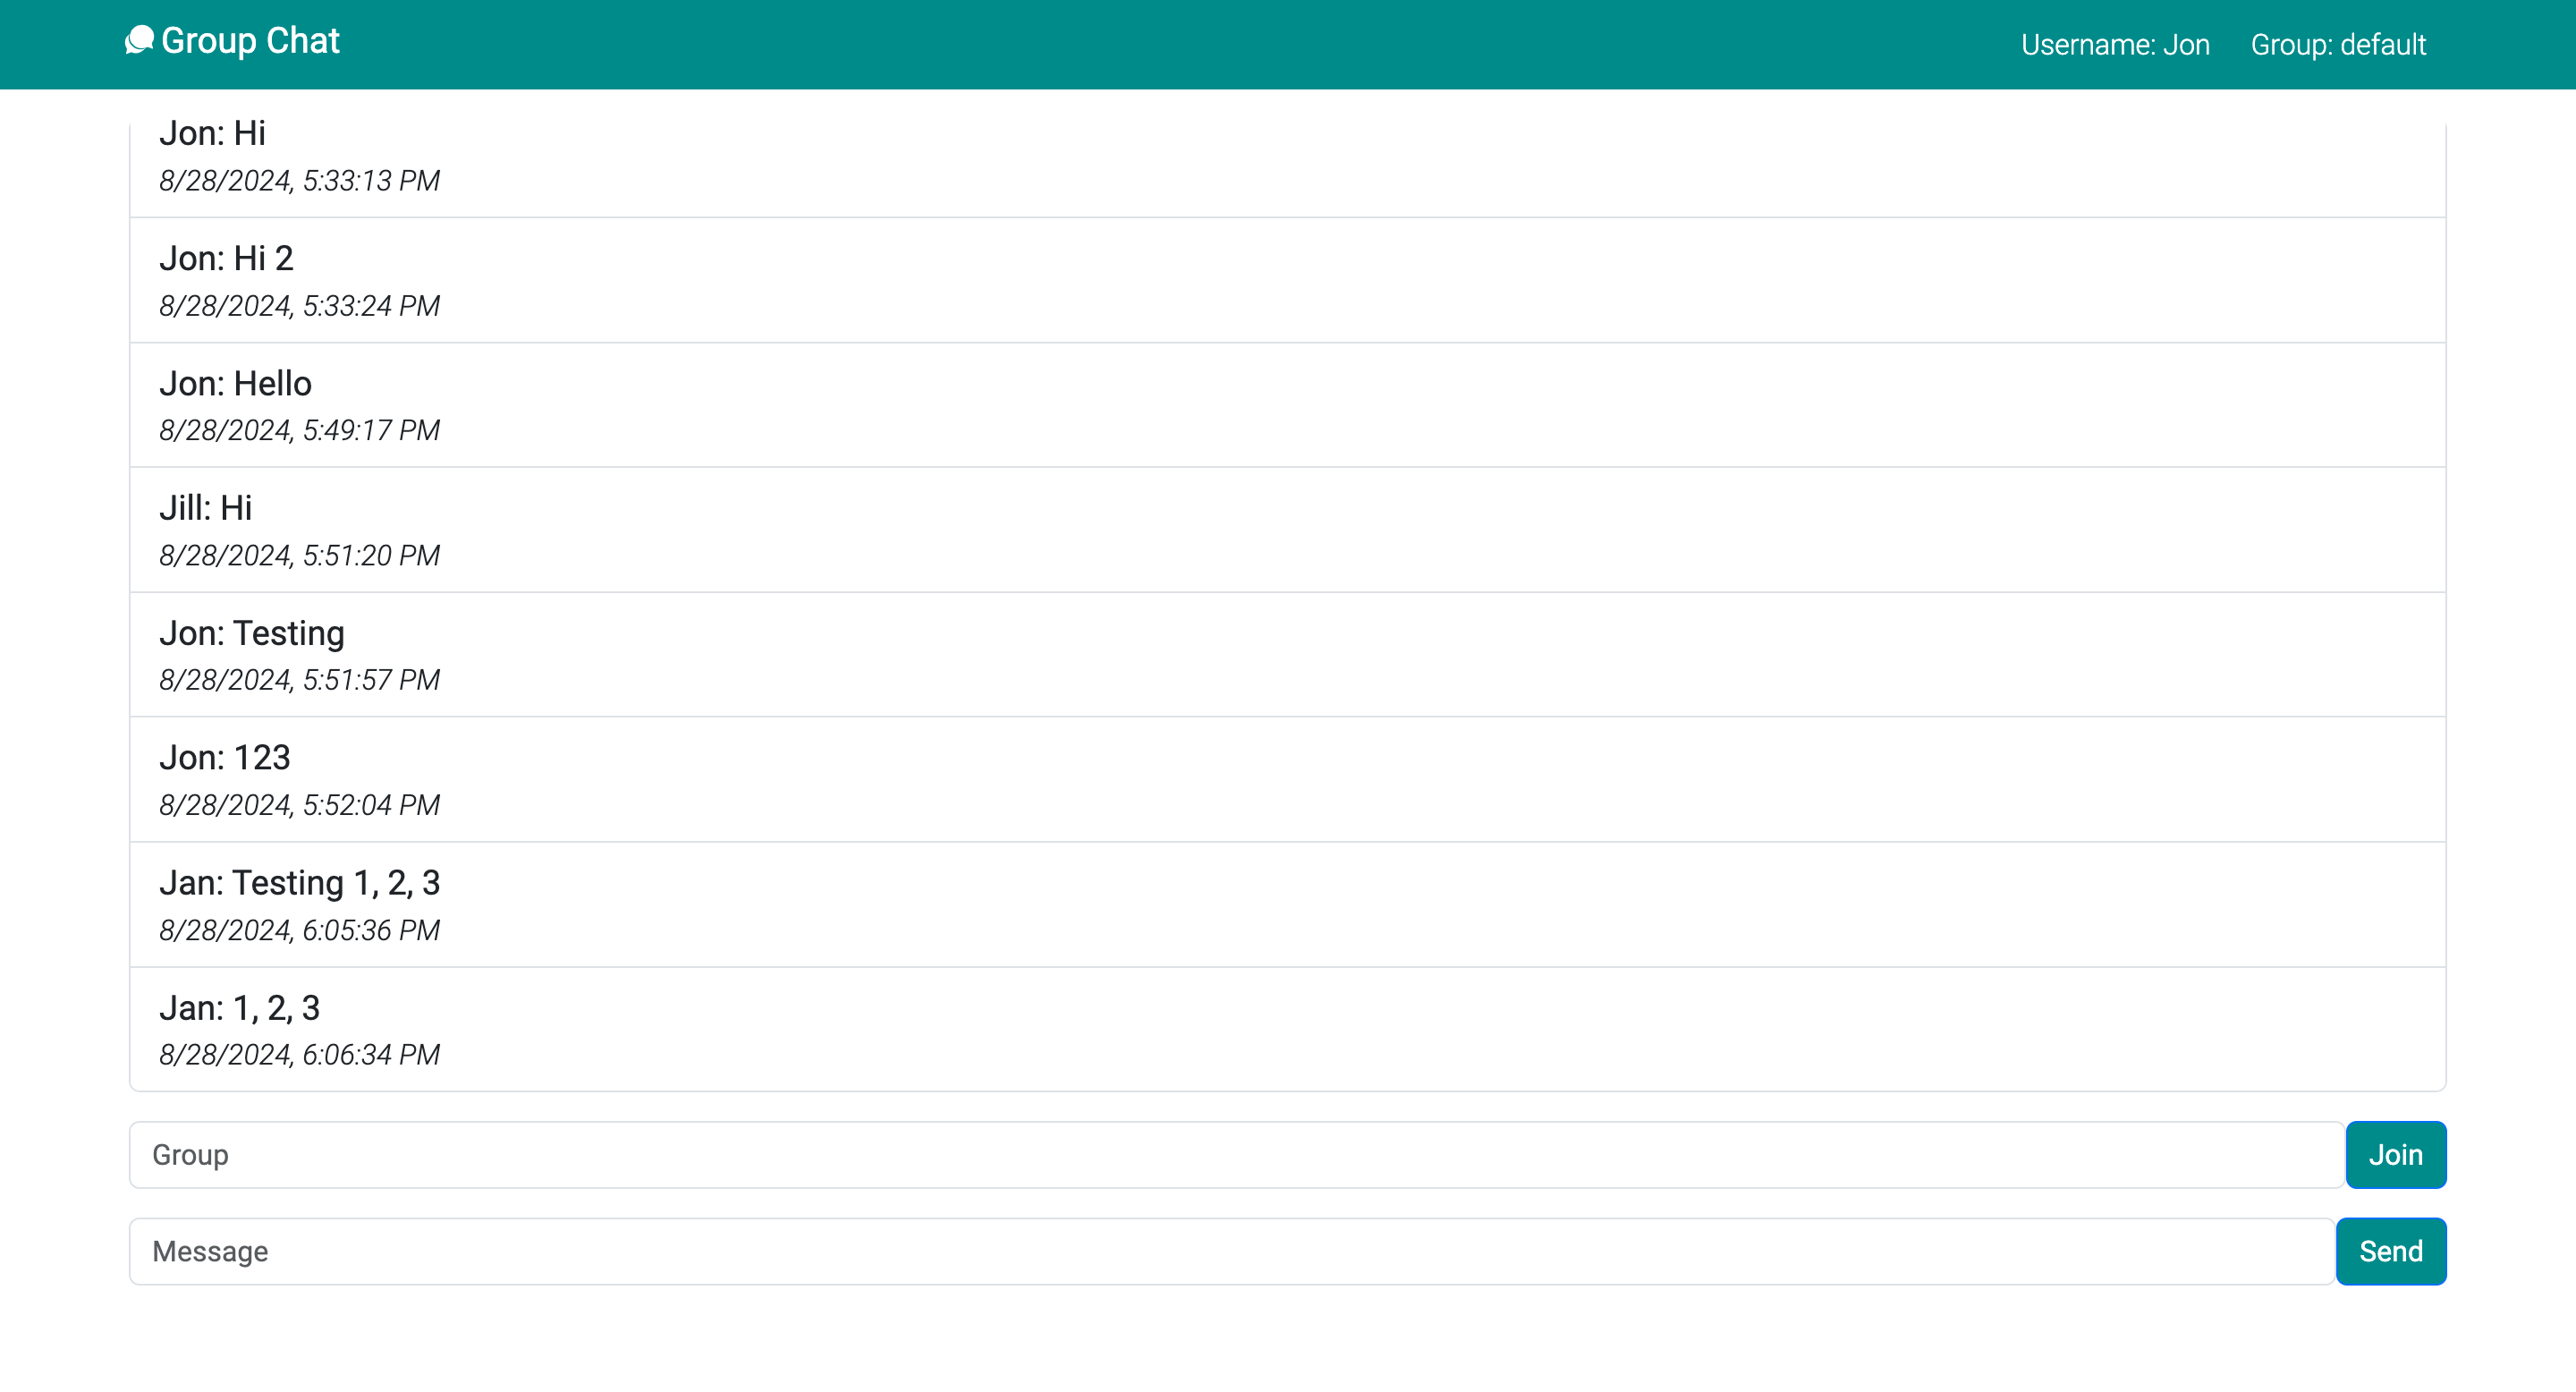 Group Chat
Username: Jon
Group: default
Jon: Hi
8/28/2024, 5:33:13 PM
Jon: Hi 2
8/28/2024, 5:33:24 PM
Jon: Hello
8/28/2024, 5:49:17 PM
Jill: Hi
8/28/2024, 5:51:20 PM
Jon: Testing
8/28/2024, 5:51:57 PM
Jon: 123
8/28/2024, 5:52:04 PM
Jan: Testing 1, 2, 3
8/28/2024, 6:05:36 PM
Jan: 1, 2, 3
8/28/2024, 6:06:34 PM
Group
Join
Message
Send